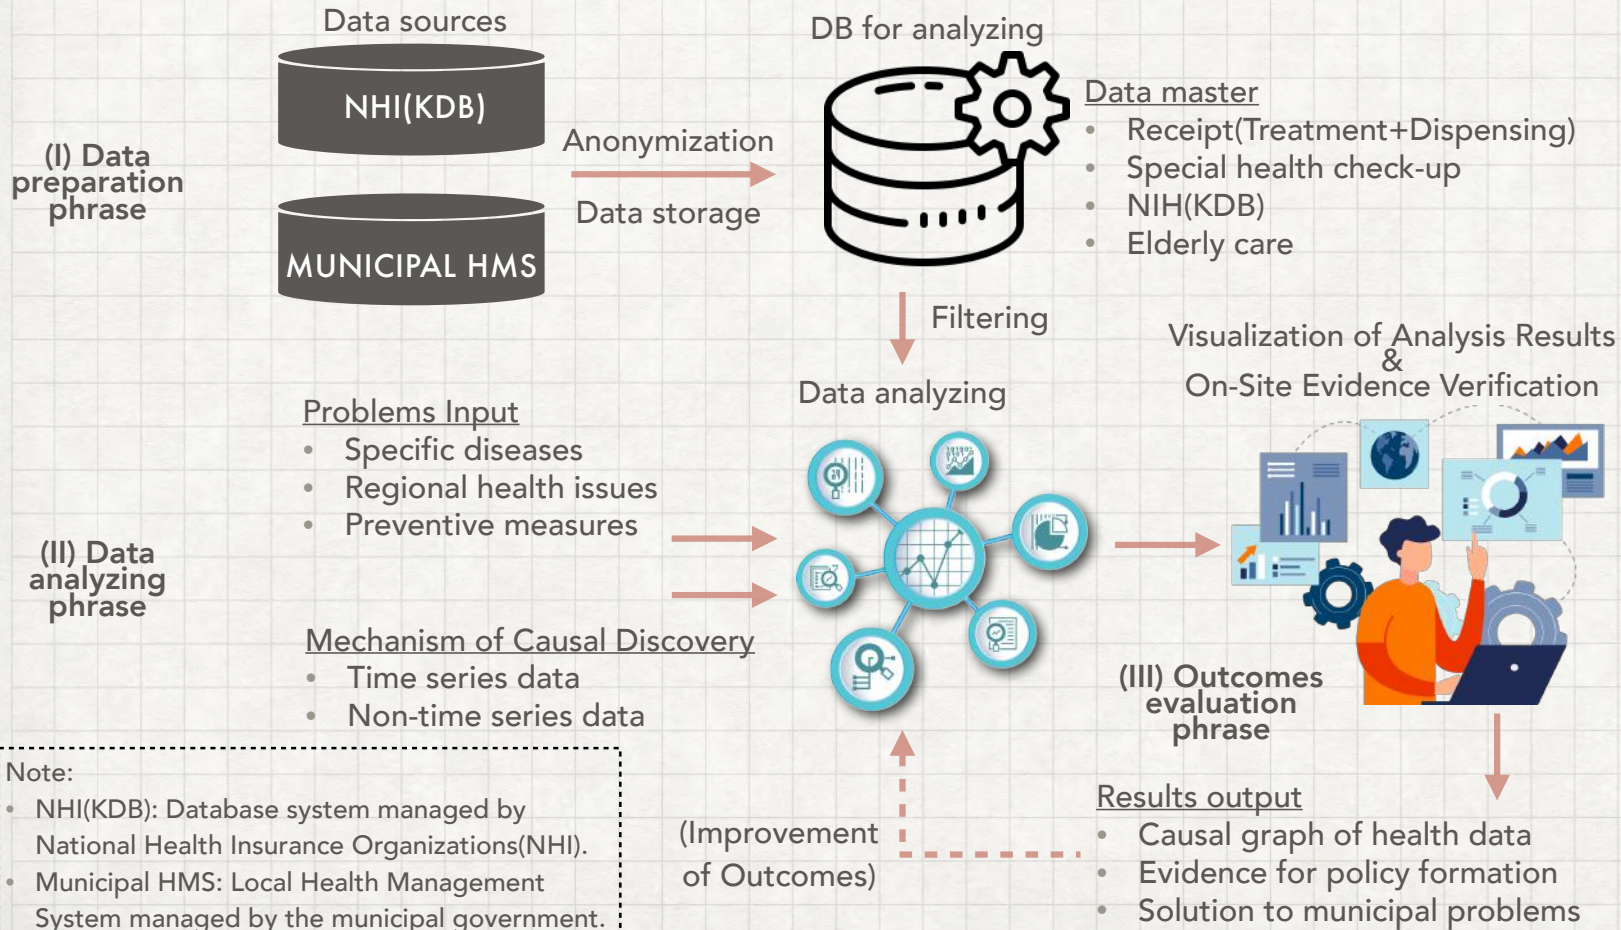 Data sources
NHI(KDB)
MUNICIPAL HMS
(I) Data
preparation
phrase
Anonymization
Data storage
DB for analyzing
Data master
• Receipt(Treatment+Dispensing)
• Special health check-up
• NIH(KDB)
• Elderly care
Filtering
Data analyzing
Visualization of Analysis Results
&
On-Site Evidence Verification
Problems Input
• Specific diseases
• Regional health issues
• Preventive measures
(II) Data
analyzing
phrase
Mechanism of Causal Discovery
• Time series data
• Non-time series data
(III) Outcomes
evaluation
phrase
Results output
• Causal graph of health data
• Evidence for policy formation
• Solution to municipal problems
(Improvement
of Outcomes)
Note:
• NHI(KDB): Database system managed by
National Health Insurance Organizations(NHI).
• Municipal HMS: Local Health Management
System managed by the municipal government.